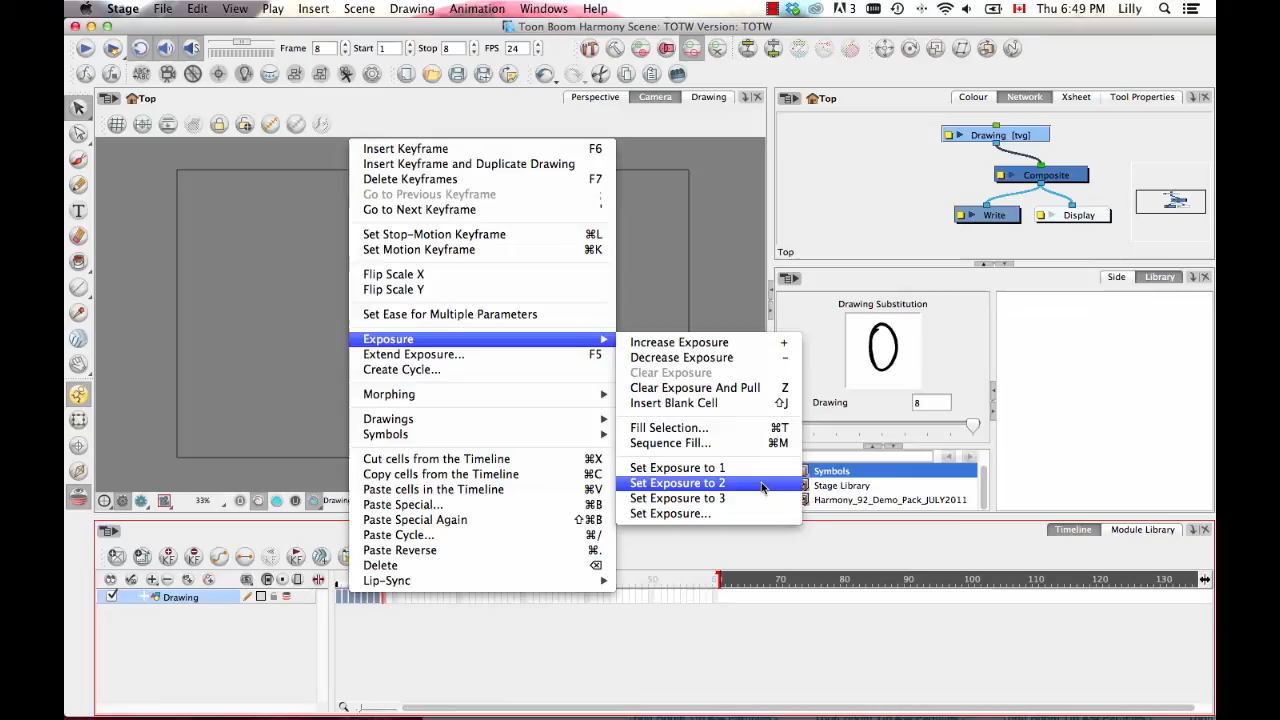 Stage File Edit View Play Insert Scene Drawing Animation Windows Help 3 Thu 6:49 PM Lilly
Toon Boom Harmony Scene: TOTW Version: TOTW
Frame 8 Start 1 Stop 8 FPS 24
Top Perspective Camera Drawing
Top Colour Network Xsheet Tool Properties
Drawing [tvg]
Composite
Write Display
Top
Side Library
Drawing Substitution
Drawing 8
Symbols
Stage Library
Harmony_92_Demo_Pack_JULY2011
Insert Keyframe F6
Insert Keyframe and Duplicate Drawing
Delete Keyframes F7
Go to Previous Keyframe ;
Go to Next Keyframe '
Set Stop-Motion Keyframe ⌘L
Set Motion Keyframe ⌘K
Flip Scale X
Flip Scale Y
Set Ease for Multiple Parameters
Exposure
Extend Exposure... F5
Create Cycle...
Morphing
Drawings
Symbols
Cut cells from the Timeline ⌘X
Copy cells from the Timeline ⌘C
Paste cells in the Timeline ⌘V
Paste Special... ⌘B
Paste Special Again ⇧⌘B
Paste Cycle... ⌘/
Paste Reverse ⌘.
Delete ⌫
Lip-Sync
Increase Exposure +
Decrease Exposure -
Clear Exposure
Clear Exposure And Pull Z
Insert Blank Cell ⇧J
Fill Selection... ⌘T
Sequence Fill... ⌘M
Set Exposure to 1
Set Exposure to 2
Set Exposure to 3
Set Exposure...
33% Drawin
Timeline Module Library
50 70 80 90 100 110 120 130
Drawing